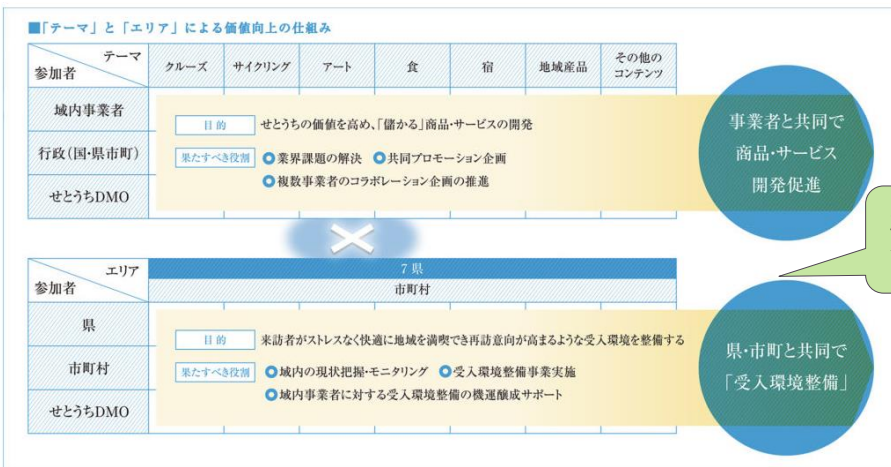 ■「テーマ」と「エリア」による価値向上の仕組み
テーマ
参加者
クルーズ
サイクリング
アート
食
宿
地域産品
その他の
コンテンツ
域内事業者
行政(国・県市町)
せとうちDMO
目的
せとうちの価値を高め、「儲かる」商品・サービスの開発
果たすべき役割
業界課題の解決
共同プロモーション企画
複数事業者のコラボレーション企画の推進
事業者と共同で
商品・サービス
開発促進
×
エリア
参加者
7県
市町村
県
市町村
せとうちDMO
目的
来訪者がストレスなく快適に地域を満喫でき再訪意向が高まるような受入環境を整備する
果たすべき役割
域内の現状把握・モニタリング
受入環境整備事業実施
域内事業者に対する受入環境整備の機運醸成サポート
県・市町と共同で
「受入環境整備」